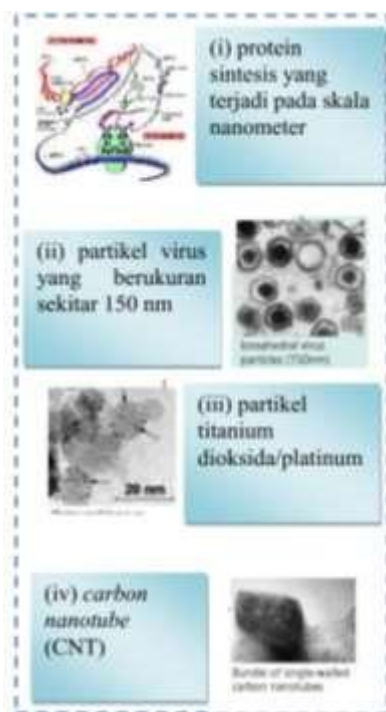 (i) protein
sintesis yang
terjadi pada skala
nanometer
(ii) partikel virus
yang berukuran
sekitar 150 nm
Icosahedral virus
particles (150nm)
(iii) partikel
titanium
dioksida/platinum
20 nm
(iv) carbon
nanotube
(CNT)
Bundle of single-walled
carbon nanotubes